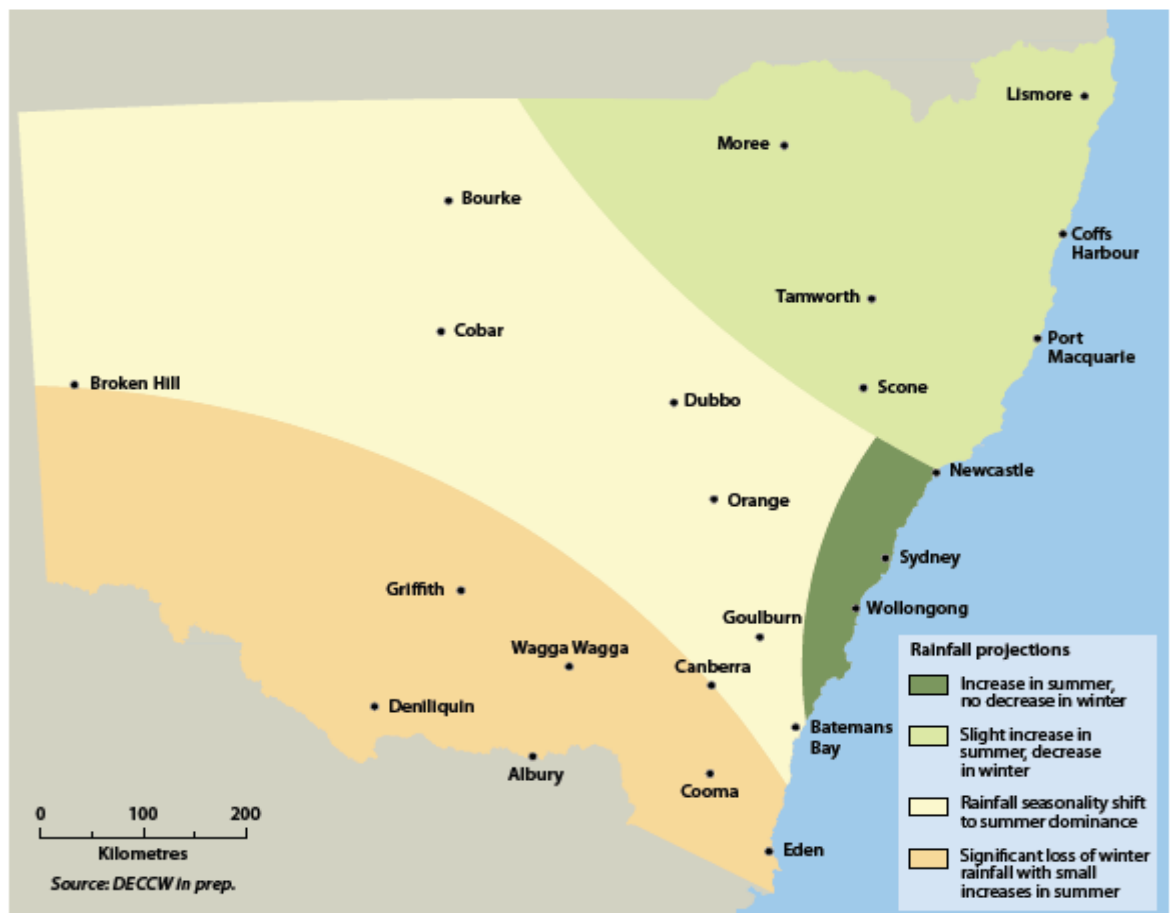 Lismore
Moree
Bourke
Coffs
Harbour
Tamworth
Cobar
Port
Macquarie
Broken Hill
Scone
Dubbo
Newcastle
Orange
Sydney
Griffith
Wollongong
Goulburn
Wagga Wagga
Canberra
Deniliquin
Batemans
Bay
Albury
Cooma
Eden
Rainfall projections
Increase in summer,
no decrease in winter
Slight increase in
summer, decrease
in winter
Rainfall seasonality shift
to summer dominance
Significant loss of winter
rainfall with small
increases in summer
0 100 200
Kilometres
Source: DECCW in prep.